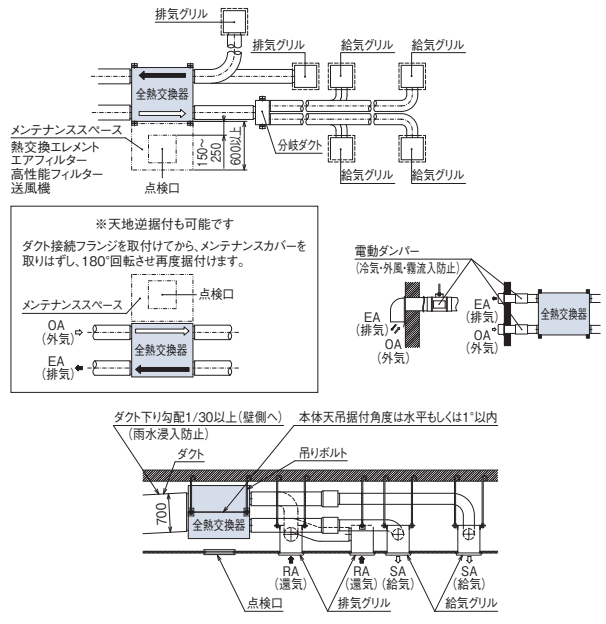 排気グリル
排気グリル
給気グリル
給気グリル
全熱交換器
メンテナンススペース
熱交換エレメント
エアフィルター
高性能フィルター
送風機
点検口
150~
250
600以上
分岐ダクト
給気グリル
給気グリル
※天地逆据付も可能です
ダクト接続フランジを取付けてから、メンテナンスカバーを
取りはずし、180°回転させ再度据付けます。
メンテナンススペース
点検口
OA
(外気)
EA
(排気)
全熱交換器
電動ダンパー
(冷気・外風・霧流入防止)
EA
(排気)
OA
(外気)
EA
(排気)
OA
(外気)
全熱交換器
ダクト下り勾配1/30以上(壁側へ)
(雨水浸入防止)
本体天吊据付角度は水平もしくは1°以内
ダクト
吊りボルト
700
全熱交換器
RA
(還気)
RA
(還気)
SA
(給気)
SA
(給気)
点検口
排気グリル
給気グリル